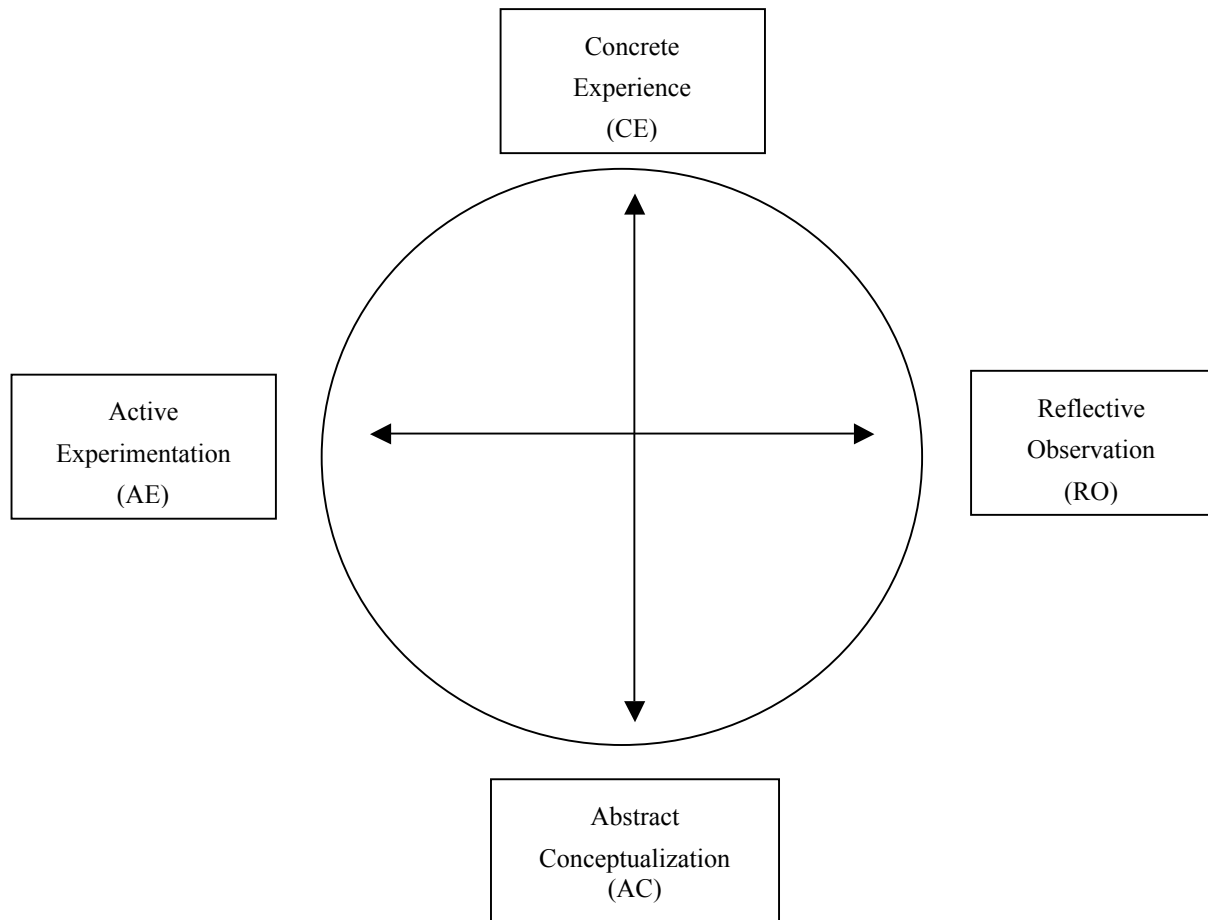 Concrete
Experience
(CE)
Active
Experimentation
(AE)
Reflective
Observation
(RO)
Abstract
Conceptualization
(AC)